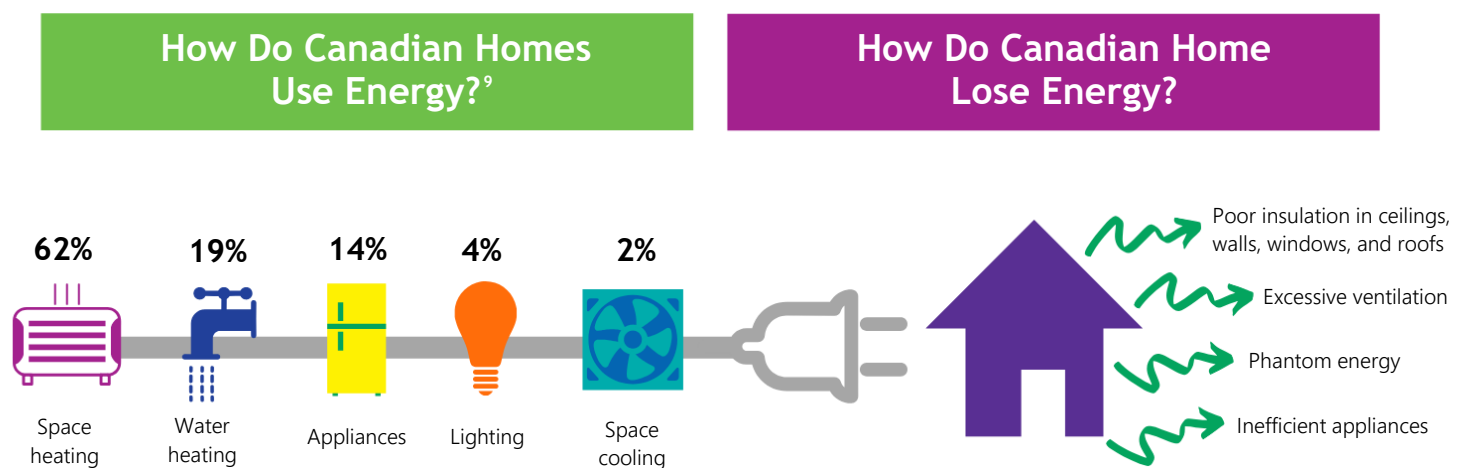 How Do Canadian Homes
Use Energy?⁹
How Do Canadian Home
Lose Energy?
62%
19%
14%
4%
2%
Space
heating
Water
heating
Appliances
Lighting
Space
cooling
Poor insulation in ceilings,
walls, windows, and roofs
Excessive ventilation
Phantom energy
Inefficient appliances